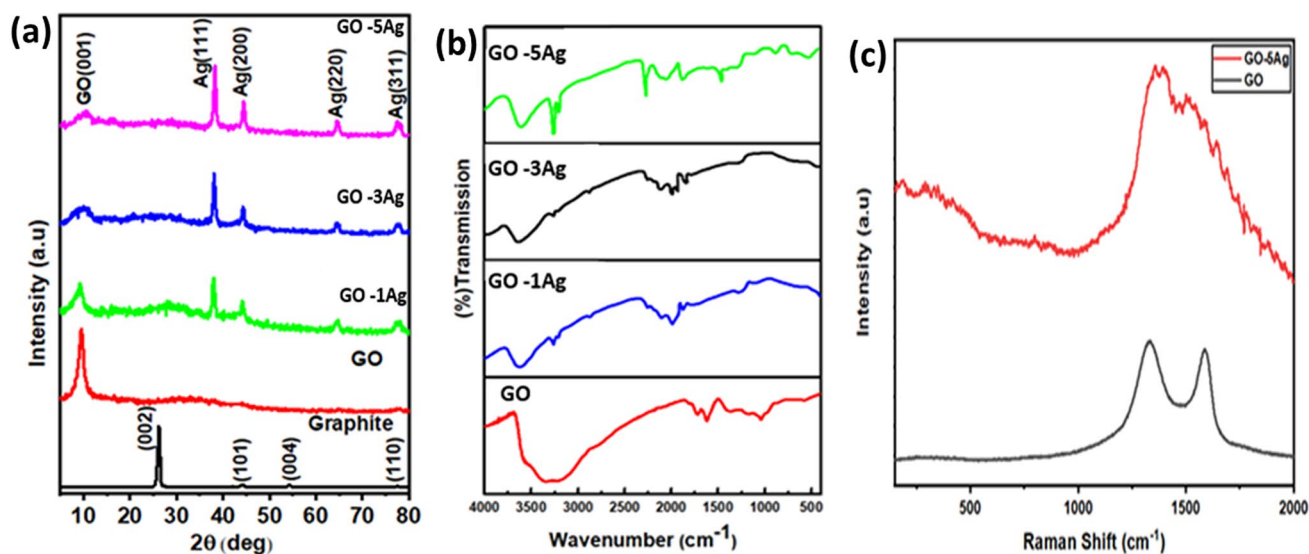 (a)
GO -5Ag
GO(001)
Ag(111)
Ag(200)
Ag(220)
Ag(311)
GO -3Ag
GO -1Ag
GO
Graphite
(002)
(101)
(004)
(110)
Intensity (a.u)
10 20 30 40 50 60 70 80
2θ (deg)
(b)
GO -5Ag
GO -3Ag
GO -1Ag
GO
(%)Transmission
4000 3500 3000 2500 2000 1500 1000 500
Wavenumber (cm⁻¹)
(c)
GO-5Ag
GO
Intensity (a.u)
500 1000 1500 2000
Raman Shift (cm⁻¹)